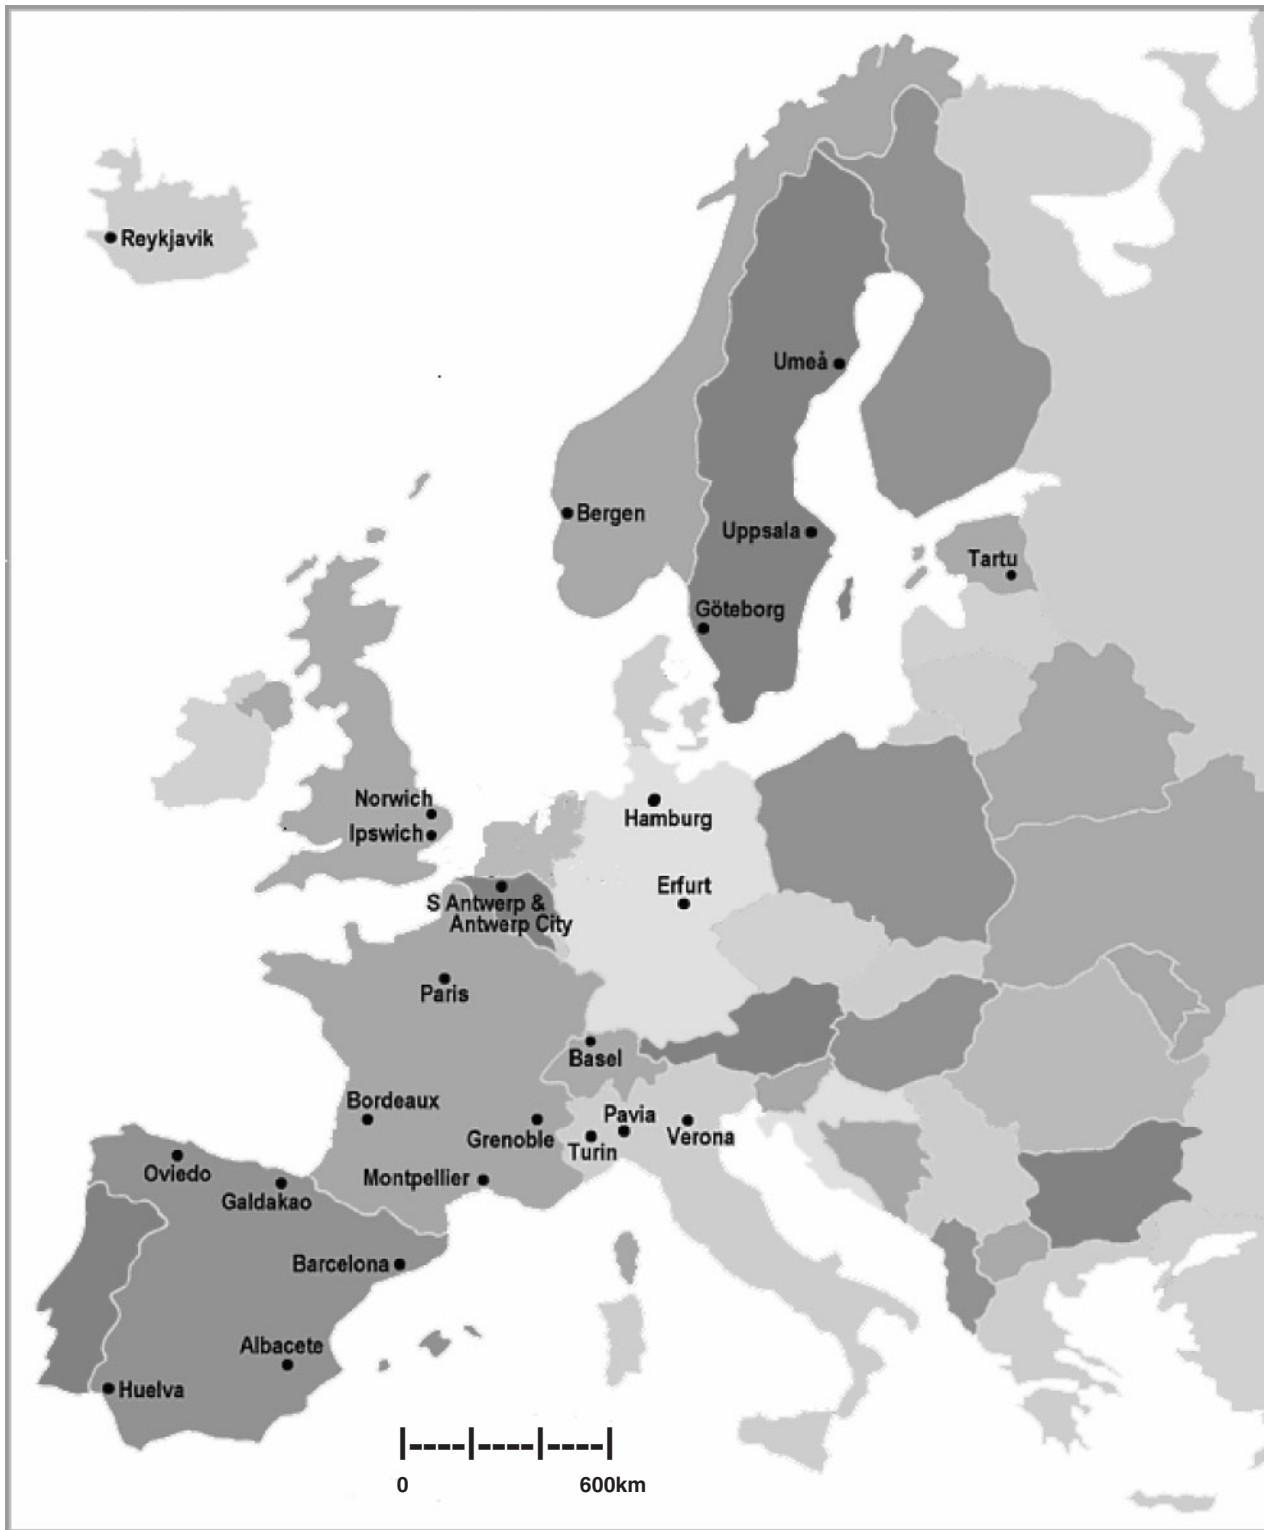 Reykjavik
Umeå
Bergen
Uppsala
Tartu
Göteborg
Norwich
Hamburg
Ipswich
Erfurt
S Antwerp &
Antwerp City
Paris
Basel
Bordeaux
Pavia
Grenoble
Turin
Verona
Oviedo
Montpellier
Galdakao
Barcelona
Albacete
Huelva
0 600km